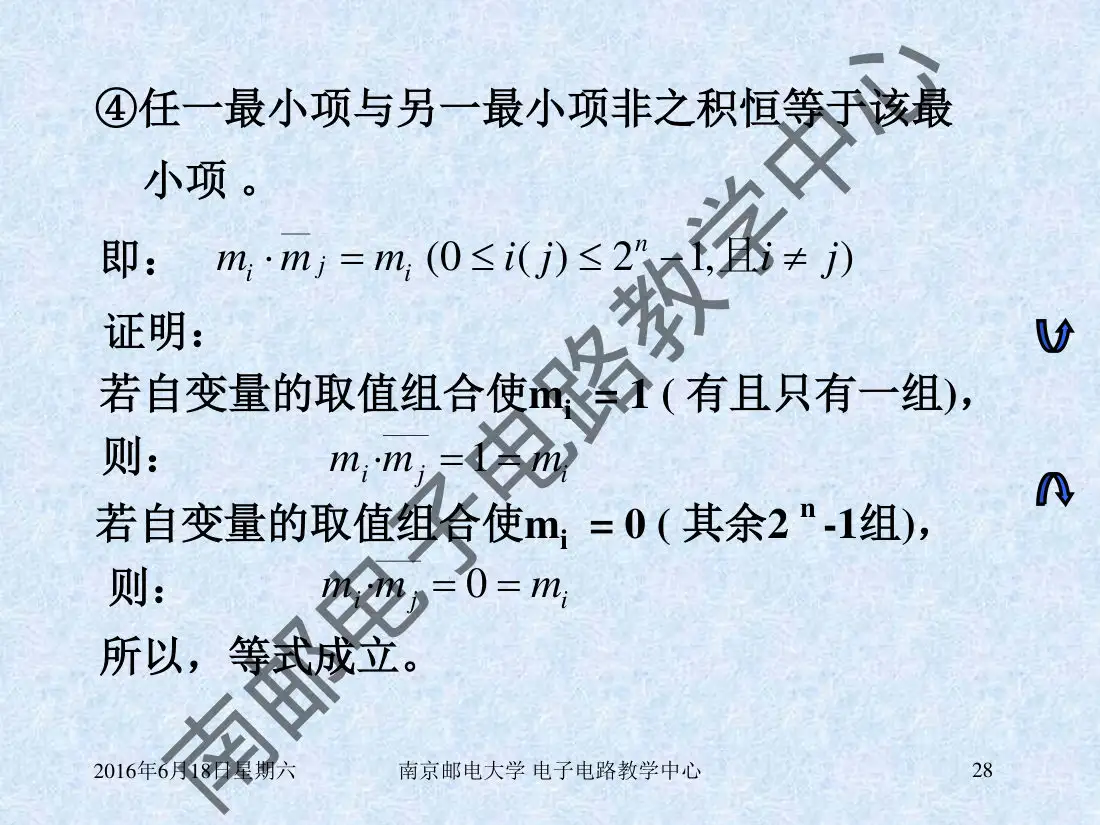 ④任一最小项与另一最小项非之积恒等于该最
小项 。
即： m_i · \overline{m}_j = m_i (0 ≤ i( j) ≤ 2^n −1,且i ≠ j)
证明：
若自变量的取值组合使m_i = 1 ( 有且只有一组)，
则： m_i·\overline{m_j} = 1 = m_i
若自变量的取值组合使m_i = 0 ( 其余2 ^n -1组)，
则： m_i·\overline{m_j} = 0 = m_i
所以，等式成立。
南邮电子电路教学中心
2016年6月18日星期六 南京邮电大学 电子电路教学中心 28